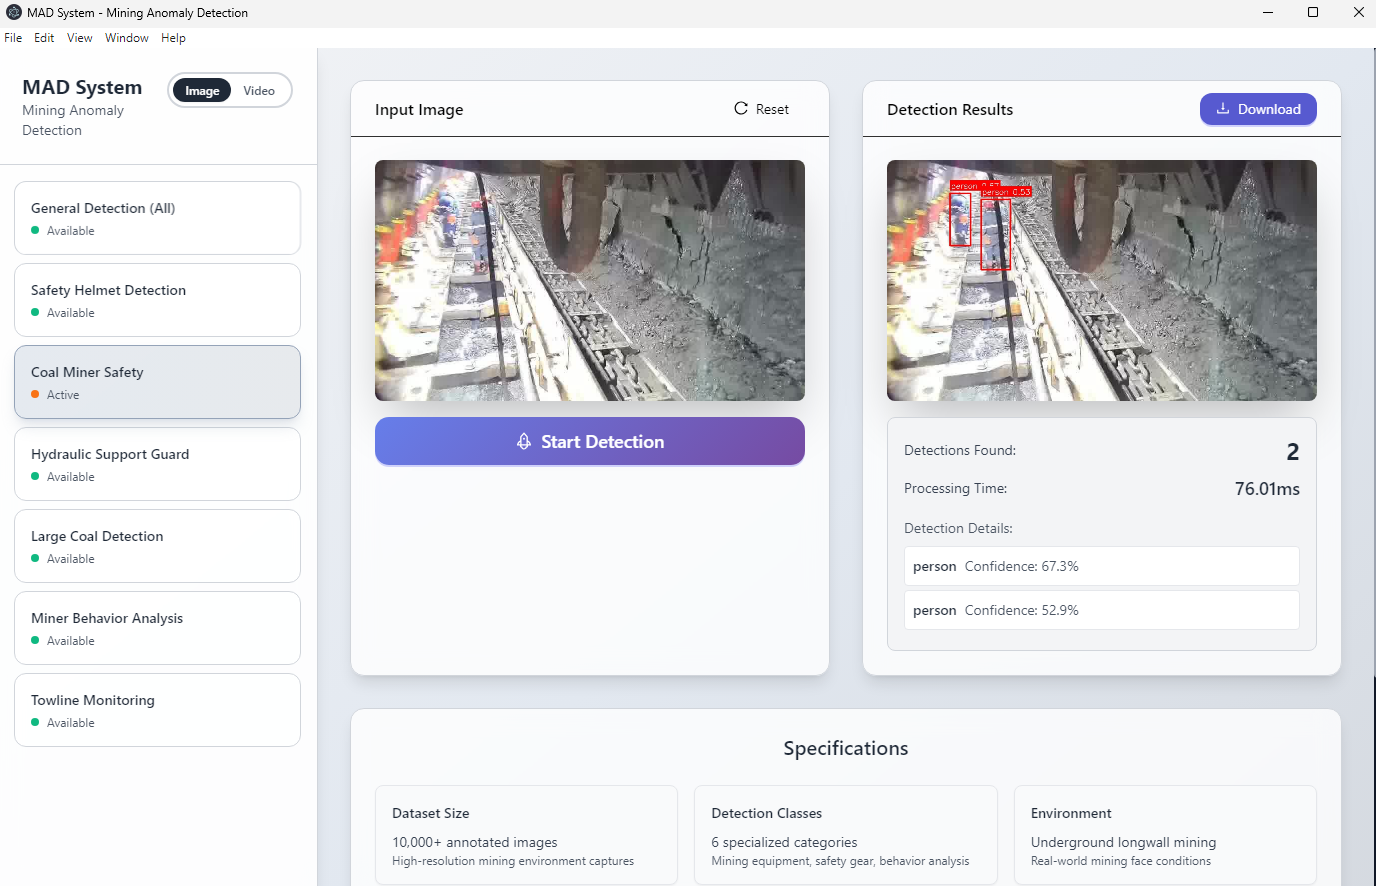 MAD System - Mining Anomaly Detection
File Edit View Window Help
MAD System
Mining Anomaly
Detection
Image Video
General Detection (All)
Available
Safety Helmet Detection
Available
Coal Miner Safety
Active
Hydraulic Support Guard
Available
Large Coal Detection
Available
Miner Behavior Analysis
Available
Towline Monitoring
Available
Input Image
Reset
Start Detection
Detection Results
Download
person
person 0.53
Detections Found: 2
Processing Time: 76.01ms
Detection Details:
person Confidence: 67.3%
person Confidence: 52.9%
Specifications
Dataset Size
10,000+ annotated images
High-resolution mining environment captures
Detection Classes
6 specialized categories
Mining equipment, safety gear, behavior analysis
Environment
Underground longwall mining
Real-world mining face conditions